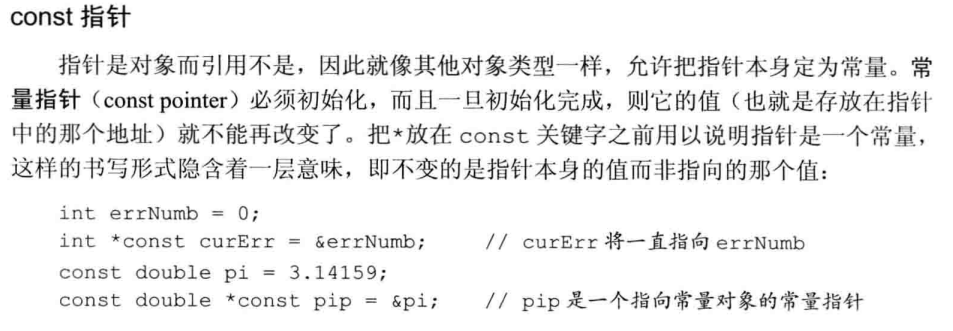 const 指针
指针是对象而引用不是，因此就像其他对象类型一样，允许把指针本身定为常量。常
量指针（const pointer）必须初始化，而且一旦初始化完成，则它的值（也就是存放在指针
中的那个地址）就不能再改变了。把*放在 const 关键字之前用以说明指针是一个常量，
这样的书写形式隐含着一层意味，即不变的是指针本身的值而非指向的那个值：
int errNumb = 0;
int *const curErr = &errNumb;    // curErr 将一直指向 errNumb
const double pi = 3.14159;
const double *const pip = &pi;   // pip 是一个指向常量对象的常量指针